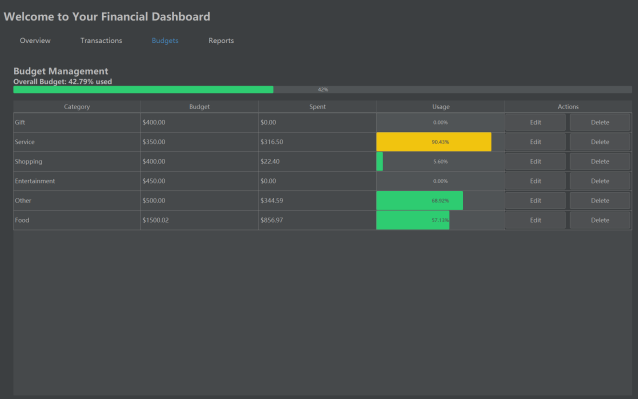 Welcome to Your Financial Dashboard
Overview Transactions Budgets Reports
Budget Management
Overall Budget: 42.79% used
42%
Category Budget Spent Usage Actions
Gift $400.00 $0.00 0.00% Edit Delete
Service $350.00 $316.50 90.43% Edit Delete
Shopping $400.00 $22.40 5.60% Edit Delete
Entertainment $450.00 $0.00 0.00% Edit Delete
Other $500.00 $344.59 68.92% Edit Delete
Food $1500.02 $856.97 57.13% Edit Delete